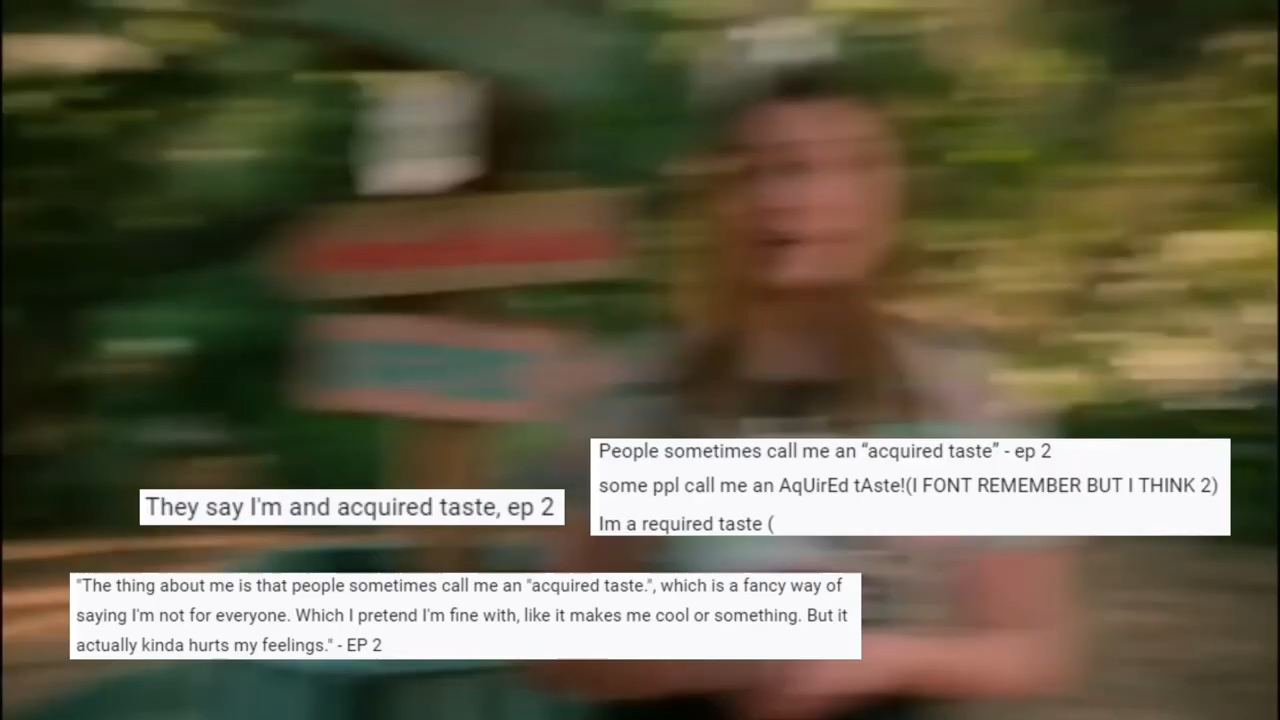 People sometimes call me an “acquired taste” - ep 2
some ppl call me an AqUirEd tAste!(I FONT REMEMBER BUT I THINK 2)
Im a required taste (
They say I'm and acquired taste, ep 2
"The thing about me is that people sometimes call me an "acquired taste.", which is a fancy way of
saying I'm not for everyone. Which I pretend I'm fine with, like it makes me cool or something. But it
actually kinda hurts my feelings." - EP 2